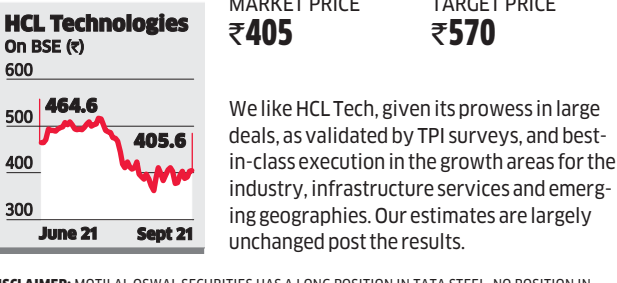 MARKET PRICE
TARGET PRICE
₹405
₹570
HCL Technologies
On BSE (₹)
600
500
400
300
464.6
405.6
June 21
Sept 21
We like HCL Tech, given its prowess in large
deals, as validated by TPI surveys, and best-
in-class execution in the growth areas for the
industry, infrastructure services and emerg-
ing geographies. Our estimates are largely
unchanged post the results.
DISCLAIMER: MOTILAL OSWAL SECURITIES HAS A LONG POSITION IN TATA STEEL, NO POSITION IN